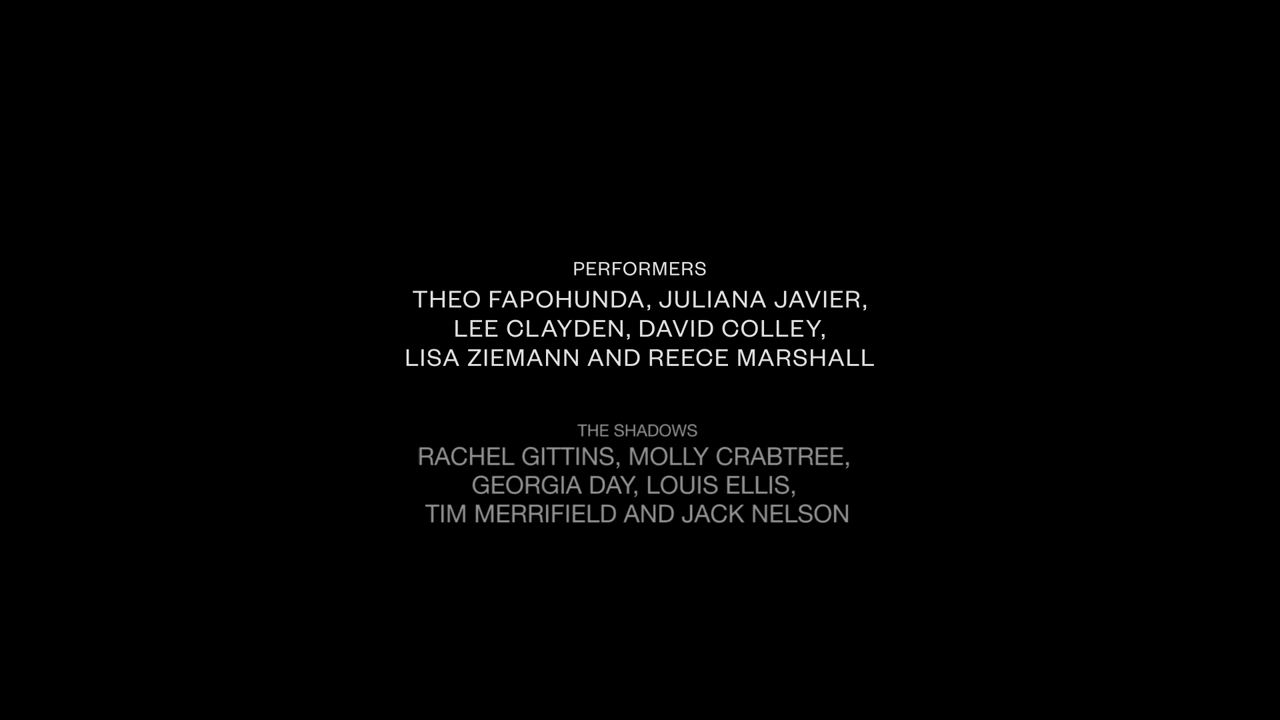 PERFORMERS
THEO FAPOHUNDA, JULIANA JAVIER,
LEE CLAYDEN, DAVID COLLEY,
LISA ZIEMANN AND REECE MARSHALL
THE SHADOWS
RACHEL GITTINS, MOLLY CRABTREE,
GEORGIA DAY, LOUIS ELLIS,
TIM MERRIFIELD AND JACK NELSON